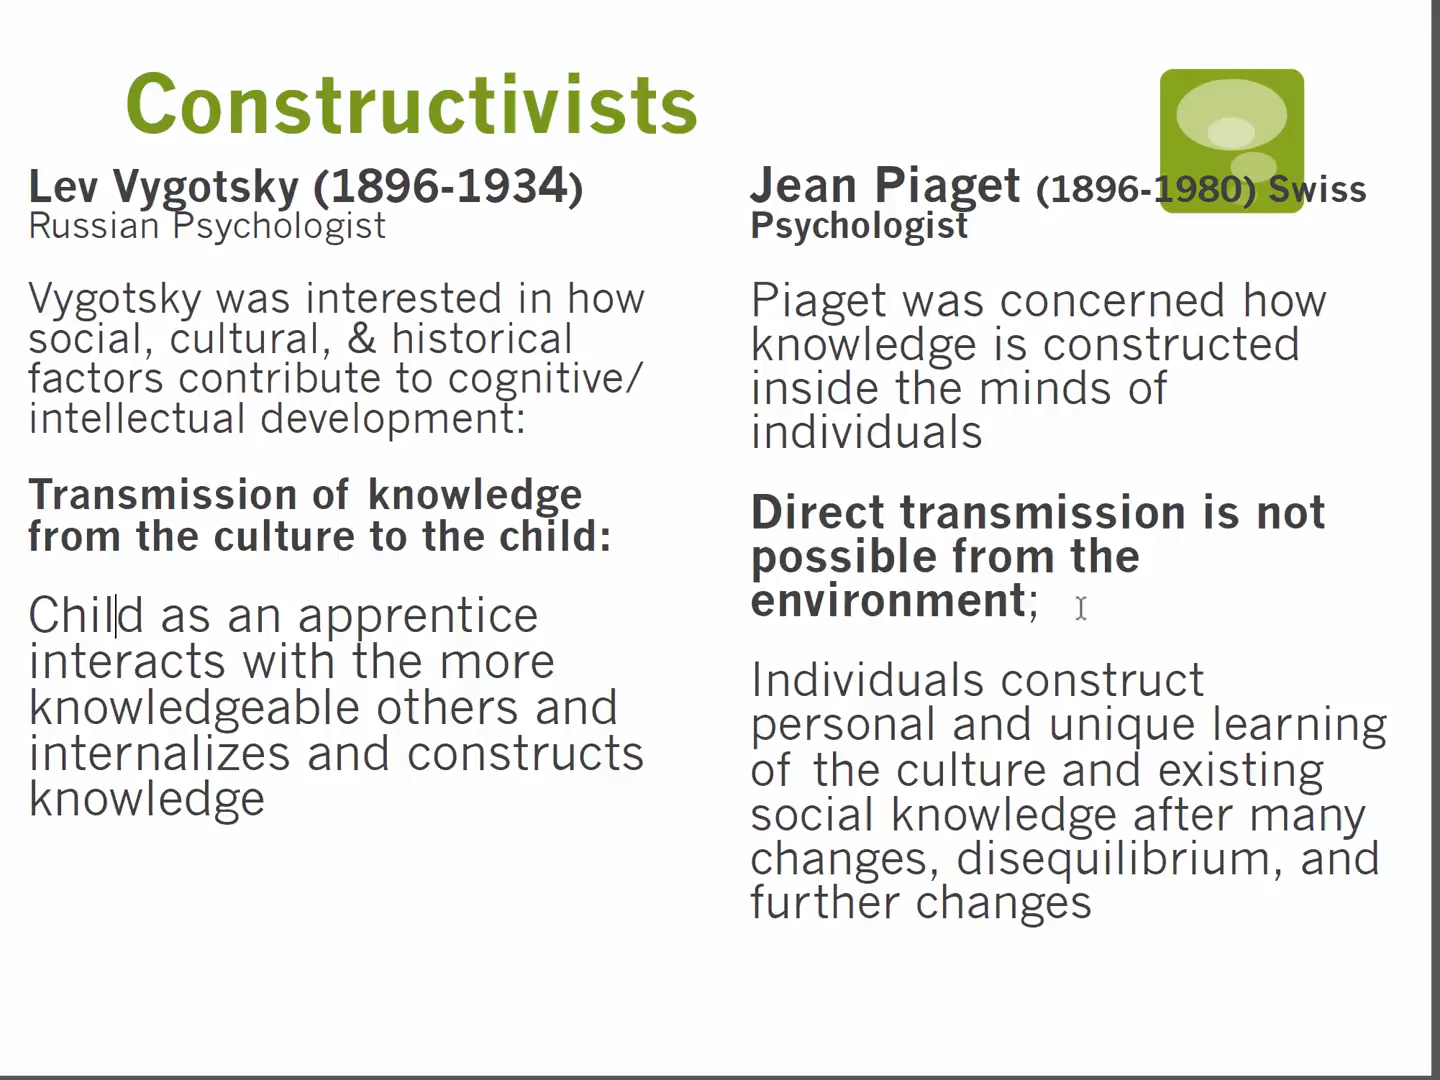 Constructivists
Lev Vygotsky (1896-1934)
Russian Psychologist
Vygotsky was interested in how
social, cultural, & historical
factors contribute to cognitive/
intellectual development:
Transmission of knowledge
from the culture to the child:
Child as an apprentice
interacts with the more
knowledgeable others and
internalizes and constructs
knowledge
Jean Piaget (1896-1980) Swiss
Psychologist
Piaget was concerned how
knowledge is constructed
inside the minds of
individuals
Direct transmission is not
possible from the
environment;
Individuals construct
personal and unique learning
of the culture and existing
social knowledge after many
changes, disequilibrium, and
further changes